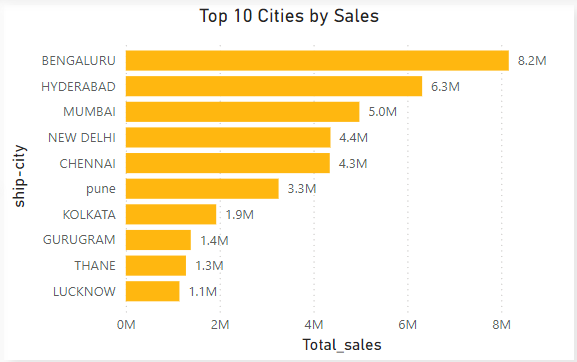 Top 10 Cities by Sales
ship-city
BENGALURU 8.2M
HYDERABAD 6.3M
MUMBAI 5.0M
NEW DELHI 4.4M
CHENNAI 4.3M
pune 3.3M
KOLKATA 1.9M
GURUGRAM 1.4M
THANE 1.3M
LUCKNOW 1.1M
0M 2M 4M 6M 8M
Total_sales